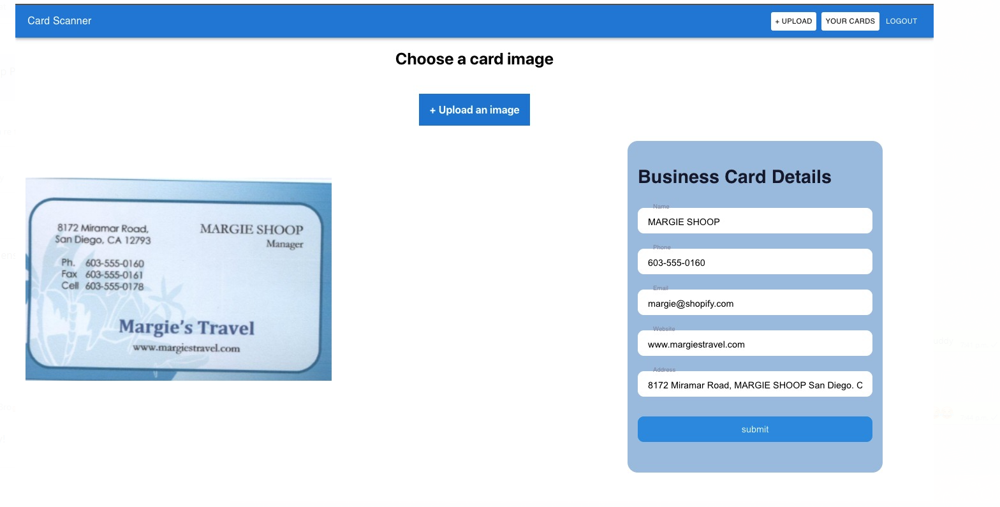 Card Scanner
+ UPLOAD
YOUR CARDS
LOGOUT
Choose a card image
+ Upload an image
8172 Miramar Road,
San Diego, CA 12793
MARGIE SHOOP
Manager
Ph. 603-555-0160
Fax 603-555-0161
Cell 603-555-0178
Margie's Travel
www.margiestravel.com
Business Card Details
Name
MARGIE SHOOP
Phone
603-555-0160
Email
margie@shopify.com
Website
www.margiestravel.com
Address
8172 Miramar Road, MARGIE SHOOP San Diego. C
submit